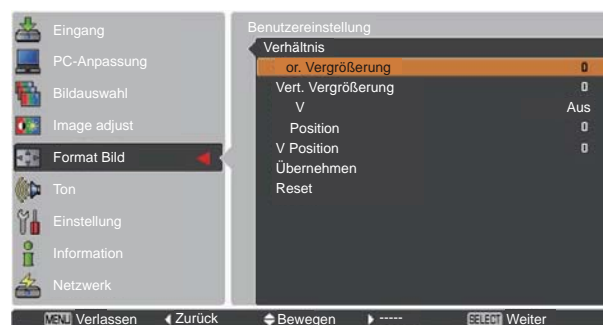 Eingang
PC-Anpassung
Bildauswahl
Image adjust
Format Bild
Ton
Einstellung
Information
Netzwerk
Benutzereinstellung
Verhältnis
or. Vergrößerung 0
Vert. Vergrößerung 0
V Aus
Position 0
V Position 0
Übernehmen
Reset
MENU Verlassen Zurück Bewegen ----- SELECT Weiter